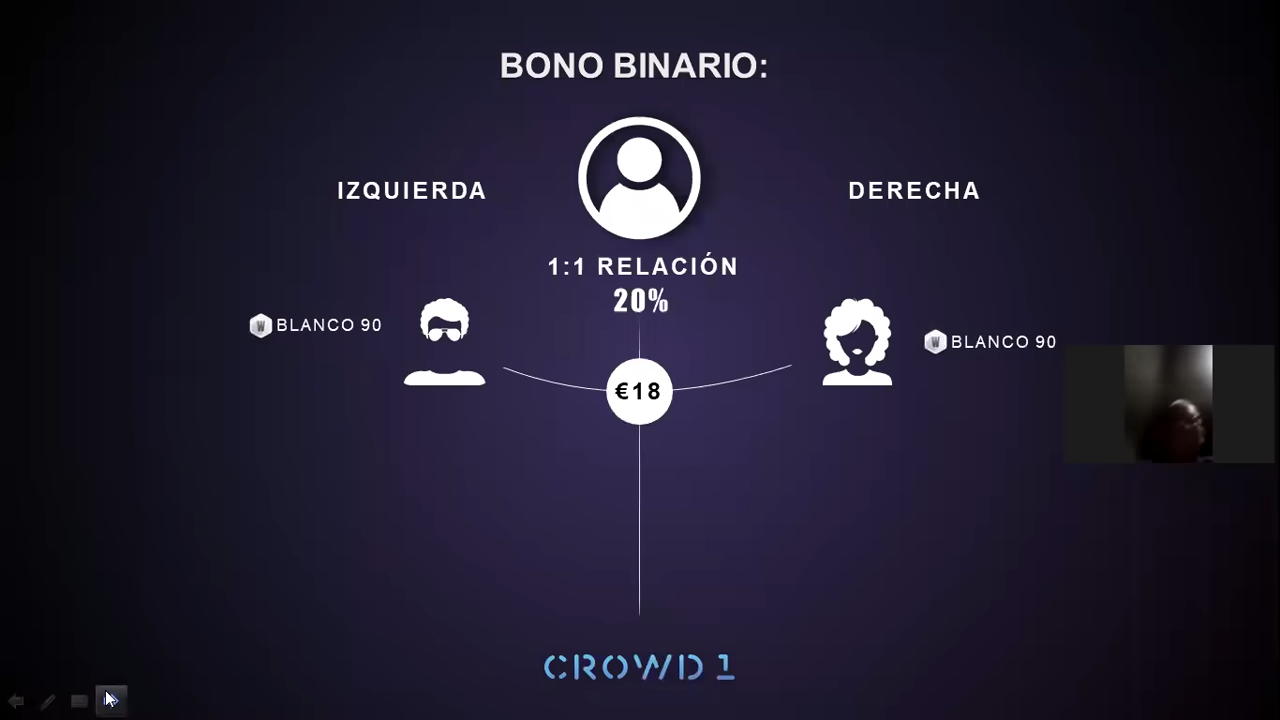 BONO BINARIO:
IZQUIERDA
DERECHA
1:1 RELACIÓN
20%
W BLANCO 90
W BLANCO 90
€18
CROWD 1